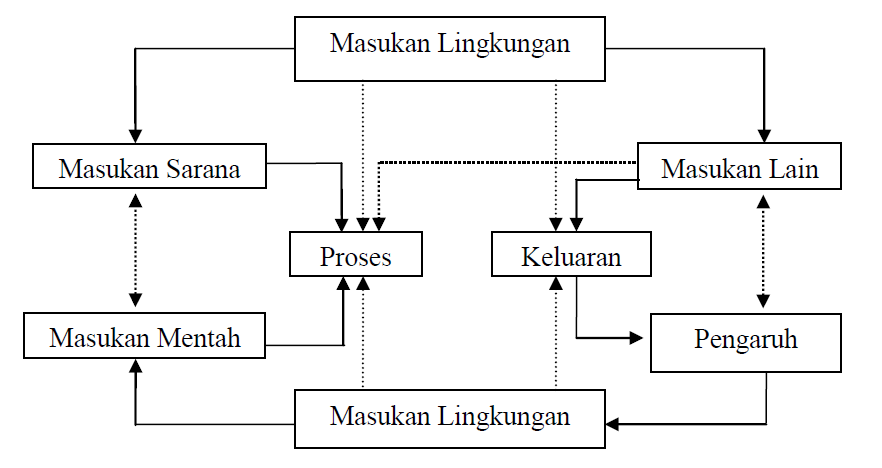 Masukan Lingkungan
Masukan Sarana
Masukan Lain
Proses
Keluaran
Masukan Mentah
Pengaruh
Masukan Lingkungan